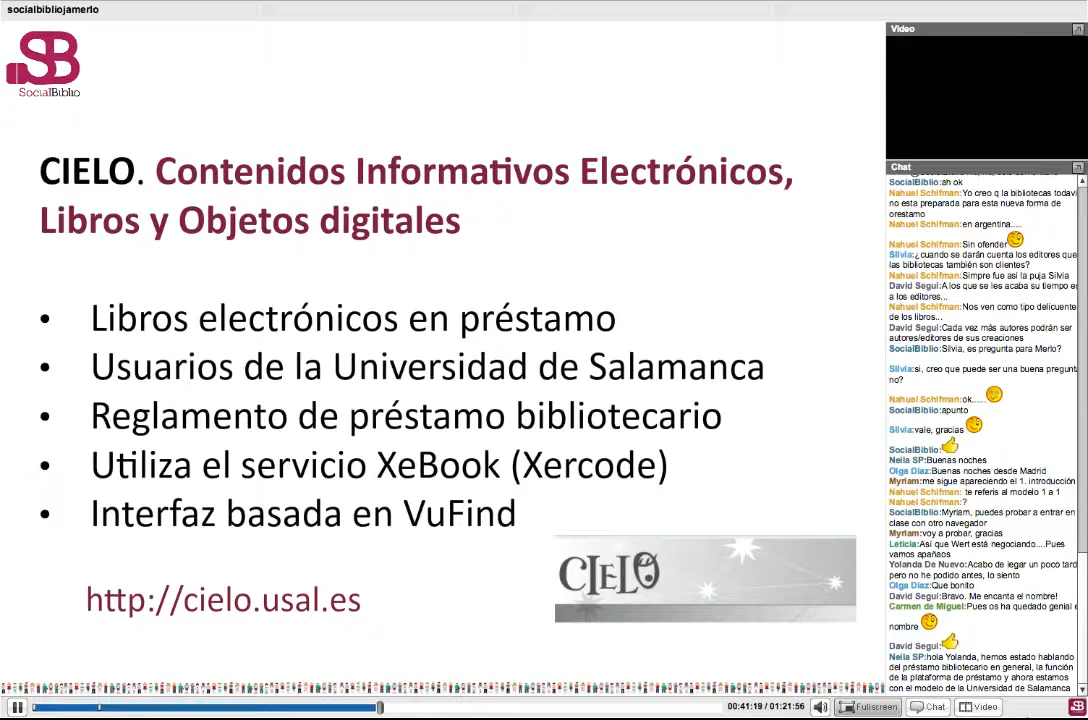 socialbibliojamerlo
SB
SocialBiblio
CIELO. Contenidos Informativos Electrónicos,
Libros y Objetos digitales
• Libros electrónicos en préstamo
• Usuarios de la Universidad de Salamanca
• Reglamento de préstamo bibliotecario
• Utiliza el servicio XeBook (Xercode)
• Interfaz basada en VuFind
http://cielo.usal.es
CIELO
Video
Chat
SocialBiblio:ah ok
Nahuel Schifman:Yo creo q la bibliotecas todavi
no esta preparada para esta nueva forma de
orestamo
Nahuel Schifman:en argentina.....
Nahuel Schifman:Sin ofender
Silvia:¿cuando se darán cuenta los editores que
las bibliotecas también son clientes?
Nahuel Schifman:Simpre fue asi la puja Silvia
David Seguí:A los que se les acaba su tiempo e
a los editores...
Nahuel Schifman:Nos ven como tipo delicuente
de los libros...
David Seguí:Cada vez más autores podrán ser
autores/editores de sus creaciones
SocialBiblio:Silvia, es pregunta para Merlo?
Silvia:si, creo que puede ser una buena pregunt
no?
Nahuel Schifman:ok.....
SocialBiblio:apunto
Silvia:vale, gracias
SocialBiblio:
Neila SP:Buenas noches
Olga Díaz:Buenas noches desde Madrid
Myriam:me sigue apareciendo el 1. introducción
Nahuel Schifman: te referis al modelo 1 a 1
Nahuel Schifman:?
SocialBiblio:Myriam, puedes probar a entrar en
clase con otro navegador
Myriam:voy a probar, gracias
Leticia:Así que Wert está negociando....Pues
vamos apañaos
Yolanda De Nuevo:Acabo de legar un poco tard
pero no he podido antes, lo siento
Olga Díaz:Que bonito
David Seguí:Bravo. Me encanta el nombre!
Carmen de Miguel:Pues os ha quedado genial e
nombre
David Seguí:
Neila SP:hola Yolanda, hemos estado hablando
del préstamo bibliotecario en general, la función
de la plataforma de préstamo y ahora estamos
con el modelo de la Universidad de Salamanca
00:41:19 / 01:21:56
Fullscreen
Chat
Video
SB